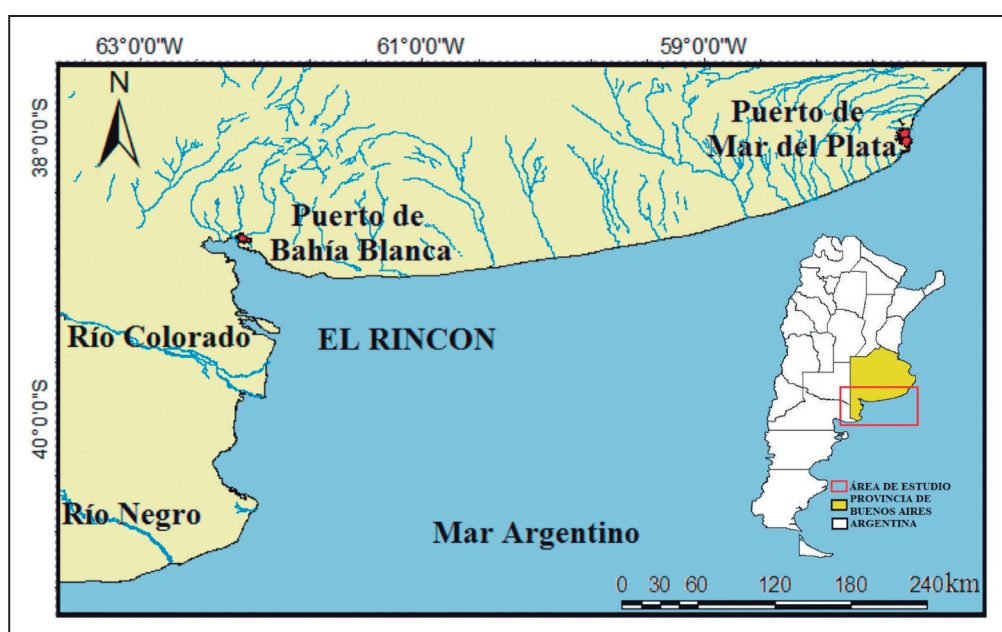 63°0'0"W
61°0'0"W
59°0'0"W
N
38°0'0"S
Puerto de
Mar del Plata
Puerto de
Bahía Blanca
Río Colorado
EL RINCON
40°0'0"S
Río Negro
Mar Argentino
ÁREA DE ESTUDIO
PROVINCIA DE
BUENOS AIRES
ARGENTINA
0 30 60 120 180 240 km